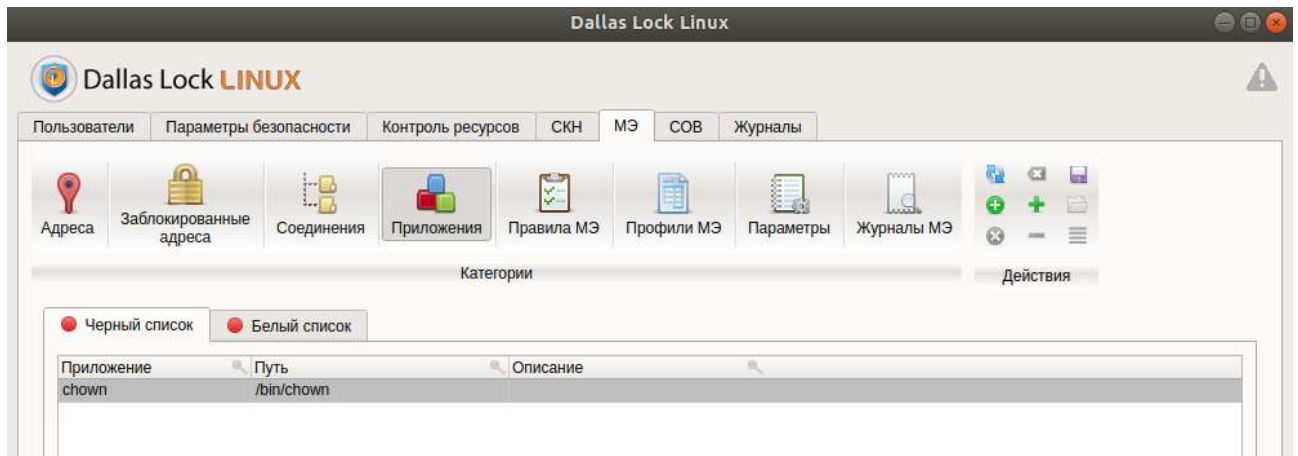 Dallas Lock Linux
Dallas Lock LINUX
Пользователи Параметры безопасности Контроль ресурсов СКН МЭ СОВ Журналы
Адреса Заблокированные адреса Соединения Приложения Правила МЭ Профили МЭ Параметры Журналы МЭ
Категории Действия
Черный список Белый список
Приложение Путь Описание
chown /bin/chown